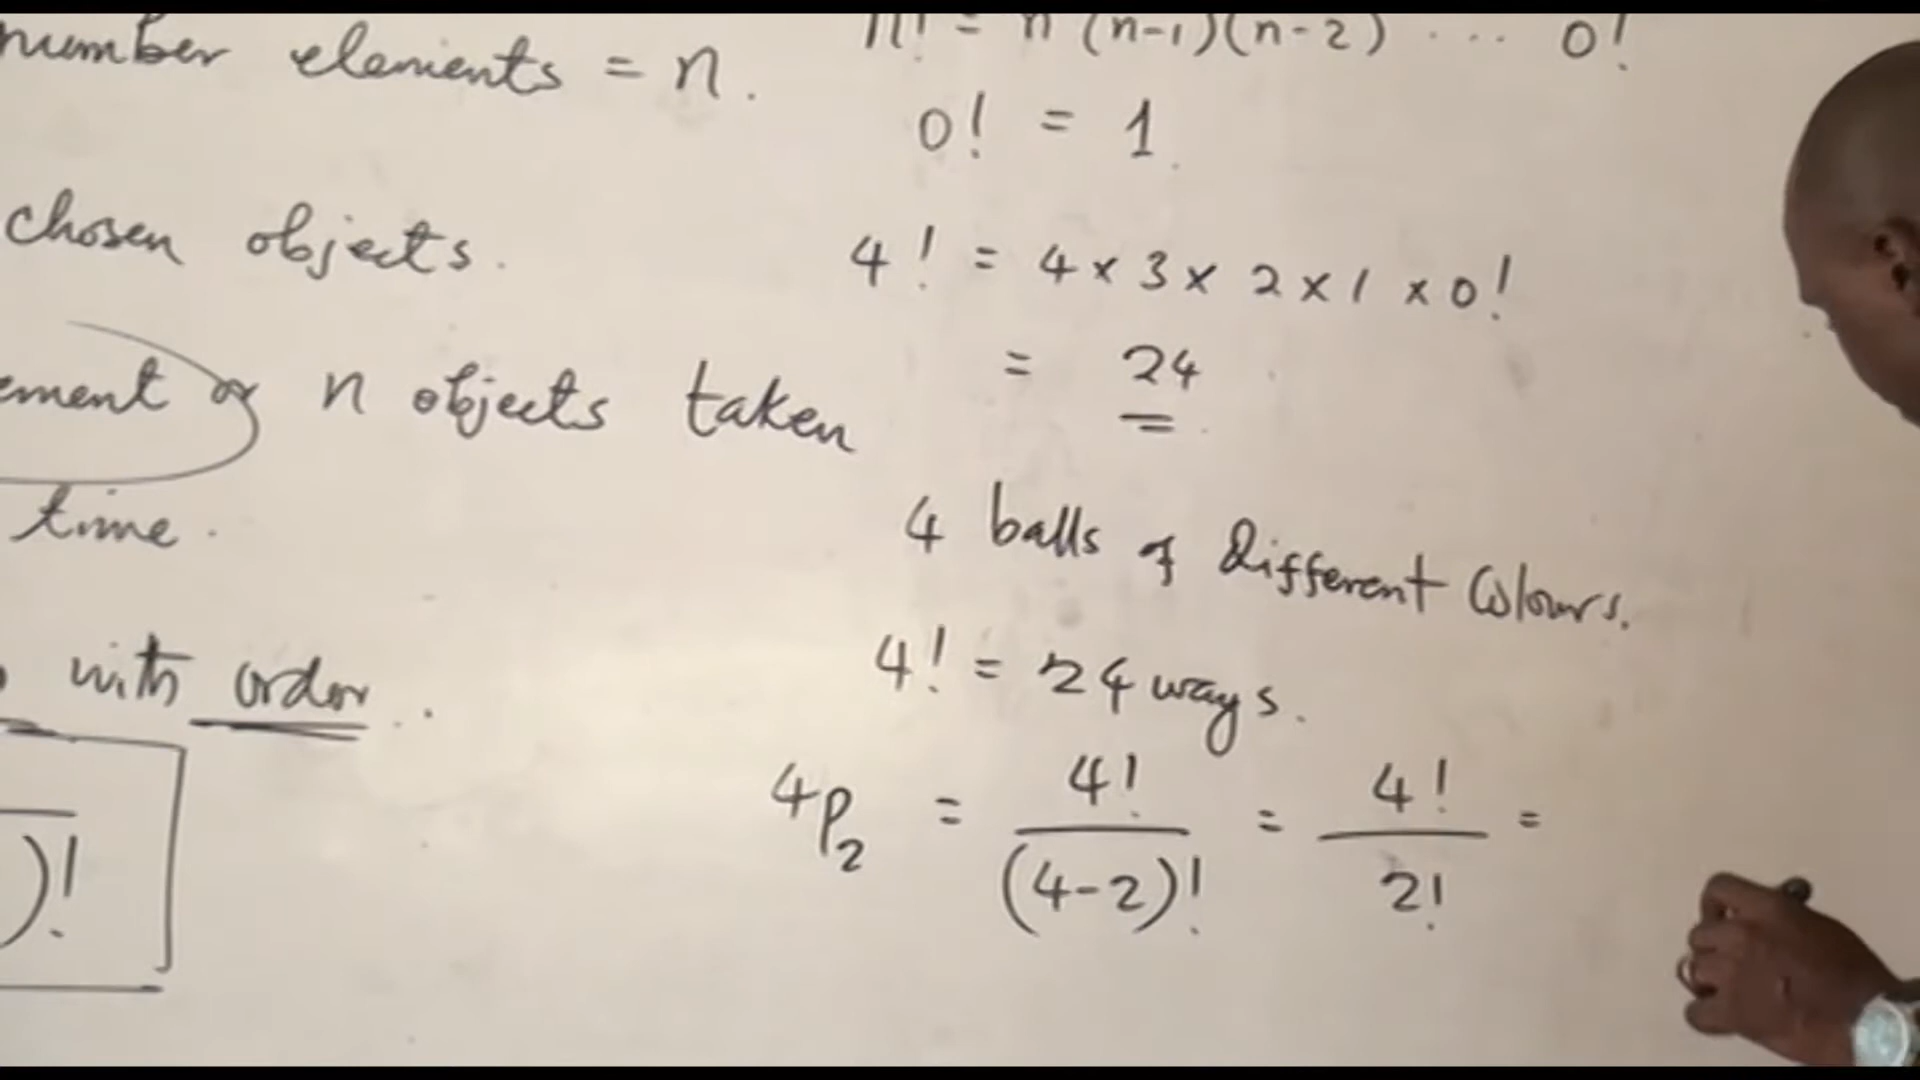 number elements = n.
chosen objects.
of n objects taken
time.
with order.
)!
n! = n (n-1)(n-2) ... 0!
0! = 1
4! = 4 x 3 x 2 x 1 x 0!
= 24
4 balls of Different Colours.
4! = 24 ways.
4P2 = 4!/(4-2)! = 4!/2! =